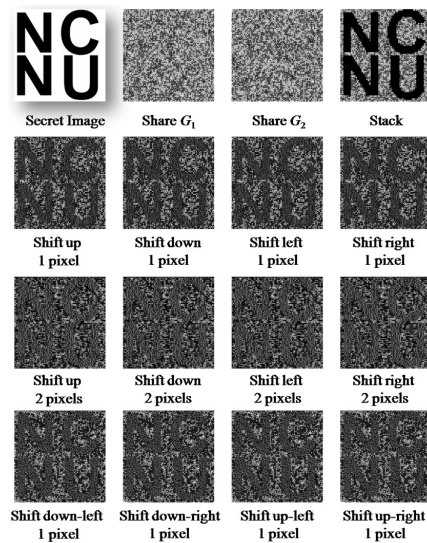 NC
NU
NC
NU
Secret Image
Share G1
Share G2
Stack
Shift up
1 pixel
Shift down
1 pixel
Shift left
1 pixel
Shift right
1 pixel
Shift up
2 pixels
Shift down
2 pixels
Shift left
2 pixels
Shift right
2 pixels
Shift down-left
1 pixel
Shift down-right
1 pixel
Shift up-left
1 pixel
Shift up-right
1 pixel